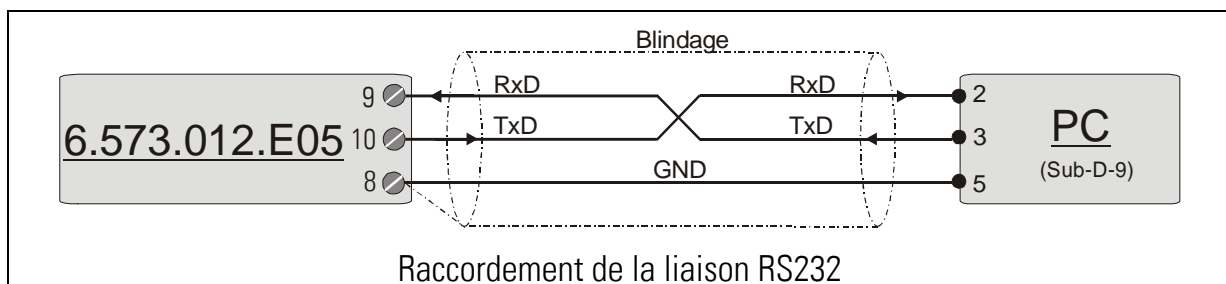 Blindage
9 RxD RxD 2
6.573.012.E05 10 TxD TxD 3 PC
(Sub-D-9)
8 GND 5
Raccordement de la liaison RS232